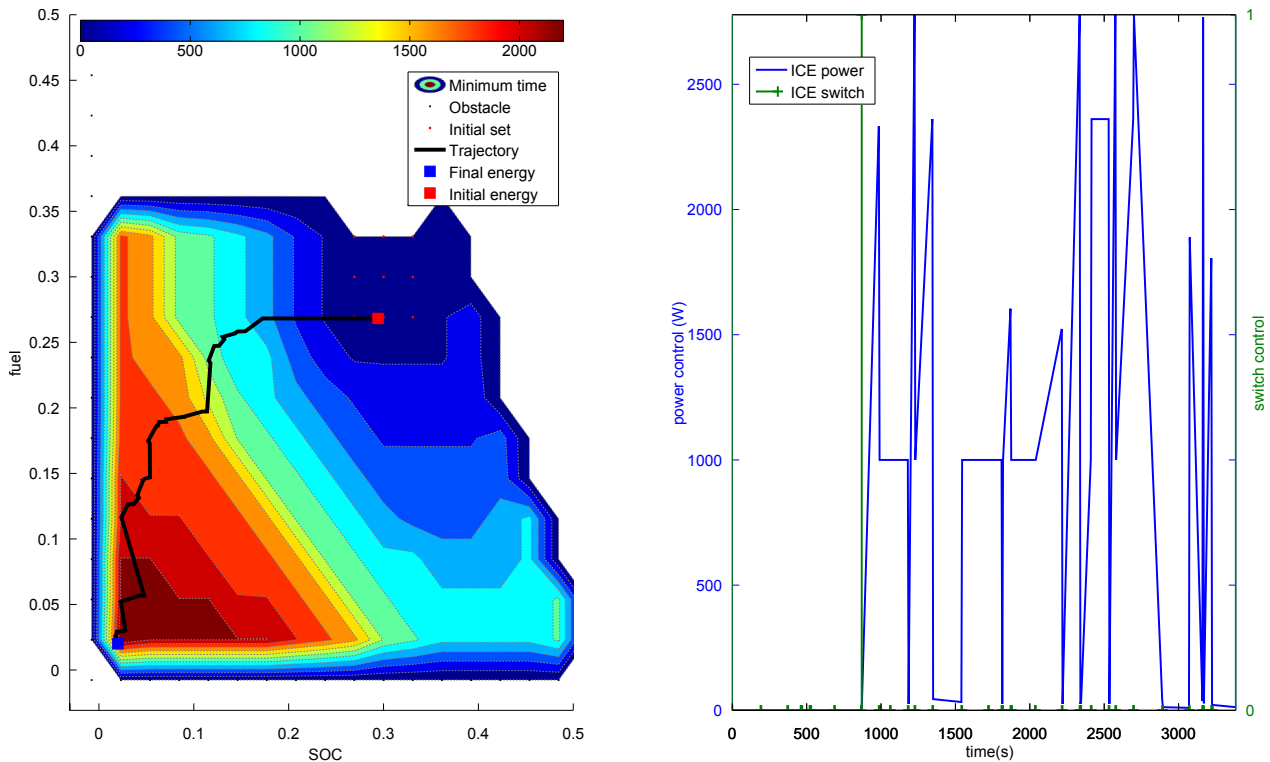 0.5
0.45
0.4
0.35
0.3
0.25
0.2
0.15
0.1
0.05
0
fuel
0 500 1000 1500 2000
Minimum time
Obstacle
Initial set
Trajectory
Final energy
Initial energy
0 0.1 0.2 0.3 0.4 0.5
SOC
2500
2000
1500
1000
500
0
power control (W)
ICE power
ICE switch
1
0
switch control
0 500 1000 1500 2000 2500 3000
time(s)